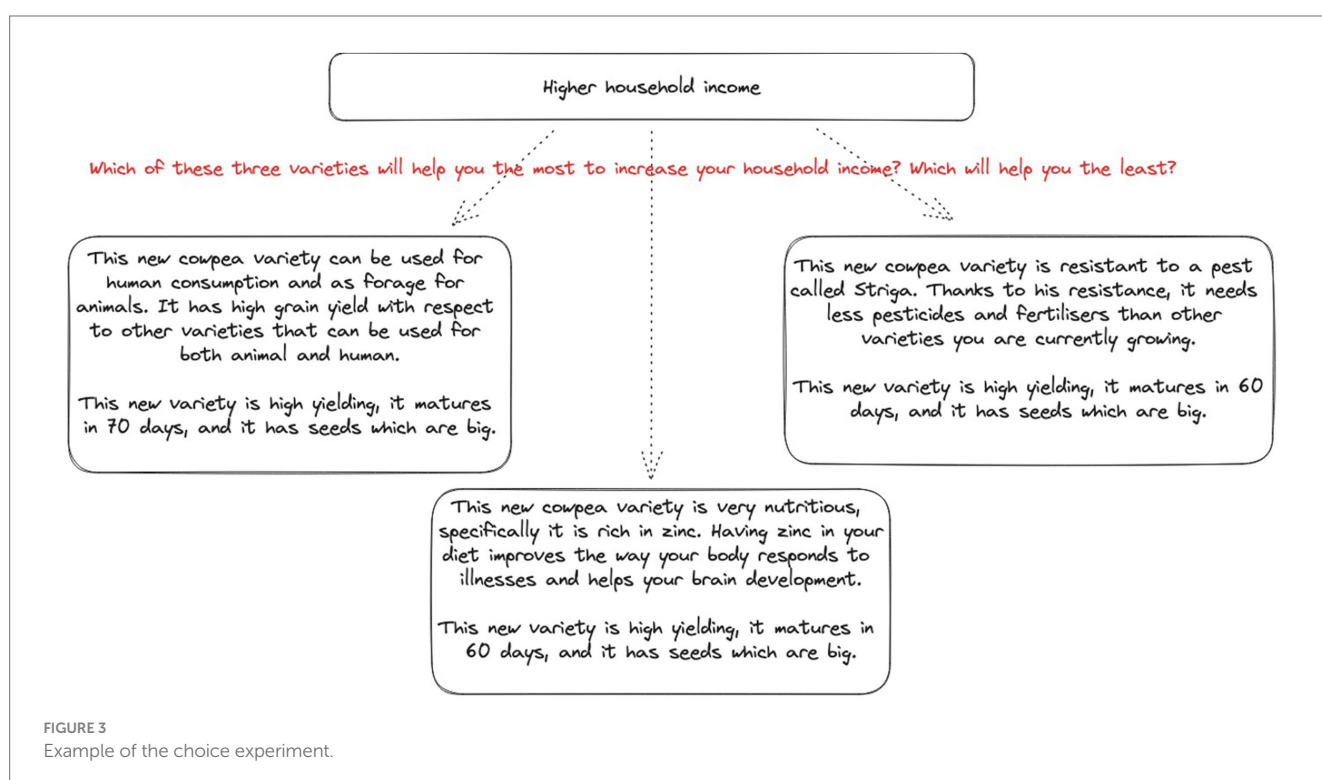 Higher household income
Which of these three varieties will help you the most to increase your household income? Which will help you the least?
This new cowpea variety can be used for
human consumption and as forage for
animals. It has high grain yield with respect
to other varieties that can be used for
both animal and human.
This new variety is high yielding, it matures
in 70 days, and it has seeds which are big.
This new cowpea variety is resistant to a pest
called Striga. Thanks to his resistance, it needs
less pesticides and fertilisers than other
varieties you are currently growing.
This new variety is high yielding, it matures in 60
days, and it has seeds which are big.
This new cowpea variety is very nutritious,
specifically it is rich in zinc. Having zinc in your
diet improves the way your body responds to
illnesses and helps your brain development.
This new variety is high yielding, it matures in
60 days, and it has seeds which are big.
FIGURE 3
Example of the choice experiment.